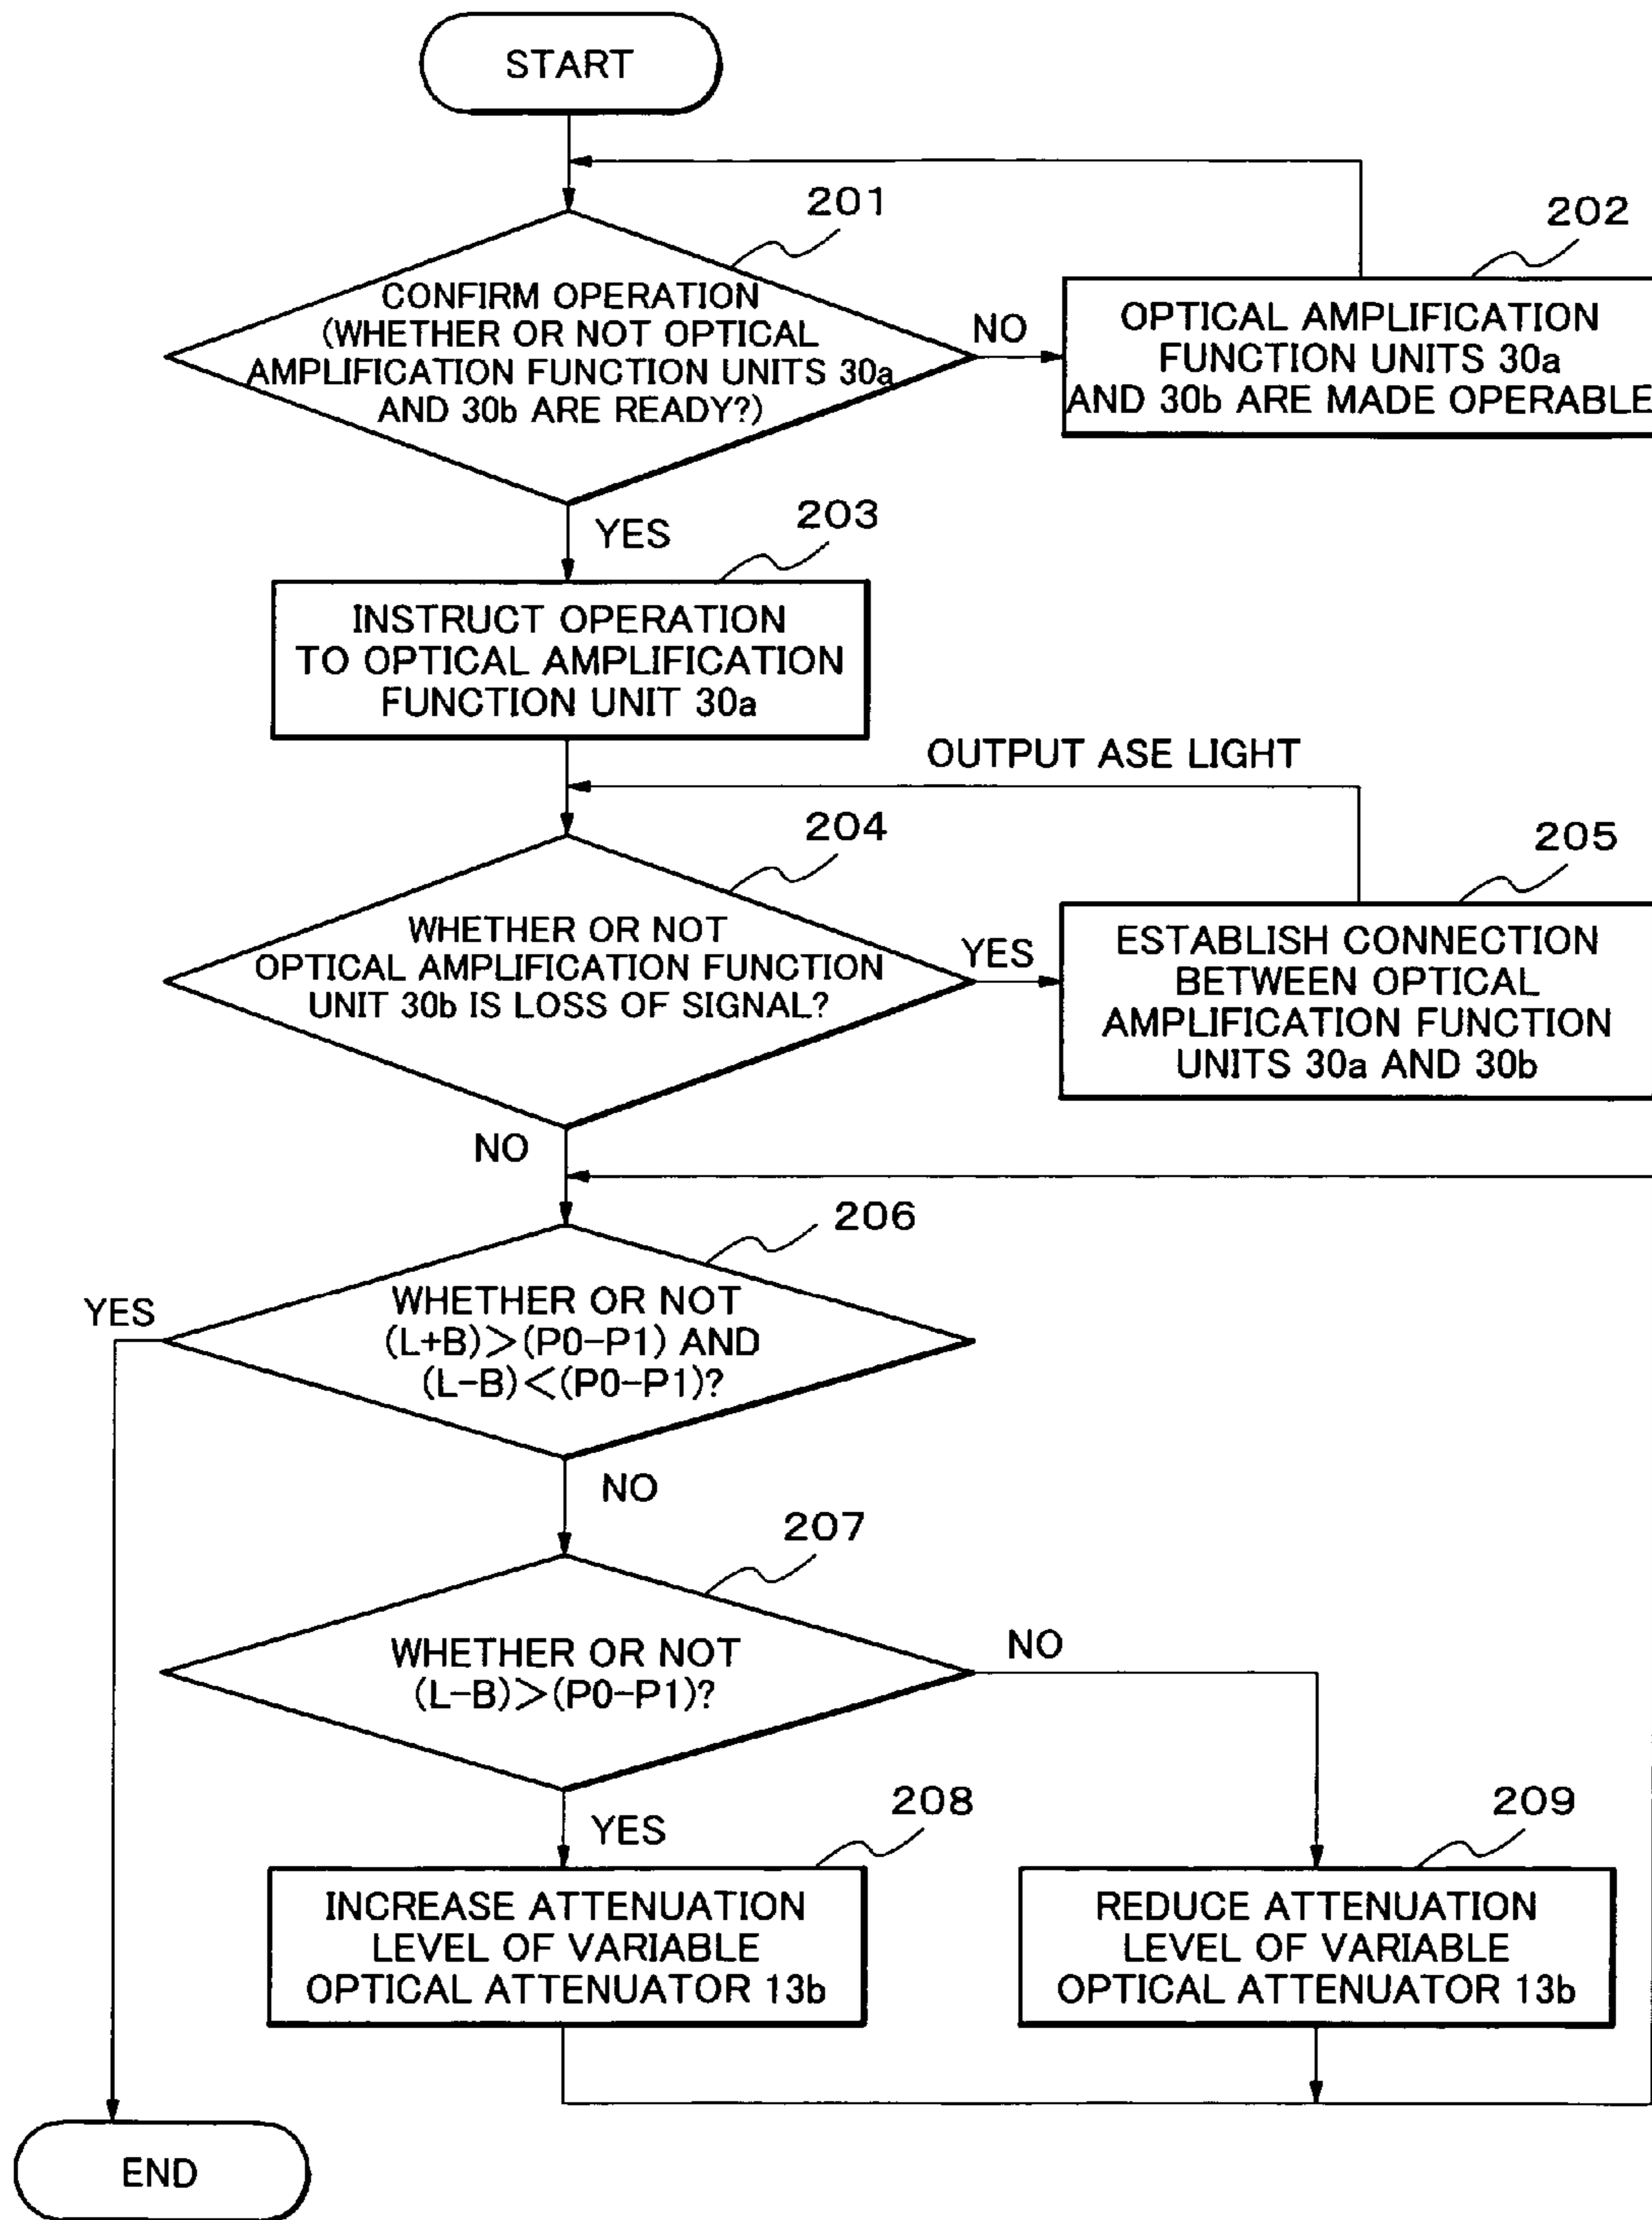 START
201
CONFIRM OPERATION
(WHETHER OR NOT OPTICAL
AMPLIFICATION FUNCTION UNITS 30a
AND 30b ARE READY?)
NO
202
OPTICAL AMPLIFICATION
FUNCTION UNITS 30a
AND 30b ARE MADE OPERABLE
YES
203
INSTRUCT OPERATION
TO OPTICAL AMPLIFICATION
FUNCTION UNIT 30a
OUTPUT ASE LIGHT
204
WHETHER OR NOT
OPTICAL AMPLIFICATION FUNCTION
UNIT 30b IS LOSS OF SIGNAL?
YES
205
ESTABLISH CONNECTION
BETWEEN OPTICAL
AMPLIFICATION FUNCTION
UNITS 30a AND 30b
NO
206
YES
WHETHER OR NOT
(L+B)>(P0-P1) AND
(L-B)<(P0-P1)?
NO
207
WHETHER OR NOT
(L-B)>(P0-P1)?
NO
YES
208
INCREASE ATTENUATION
LEVEL OF VARIABLE
OPTICAL ATTENUATOR 13b
209
REDUCE ATTENUATION
LEVEL OF VARIABLE
OPTICAL ATTENUATOR 13b
END